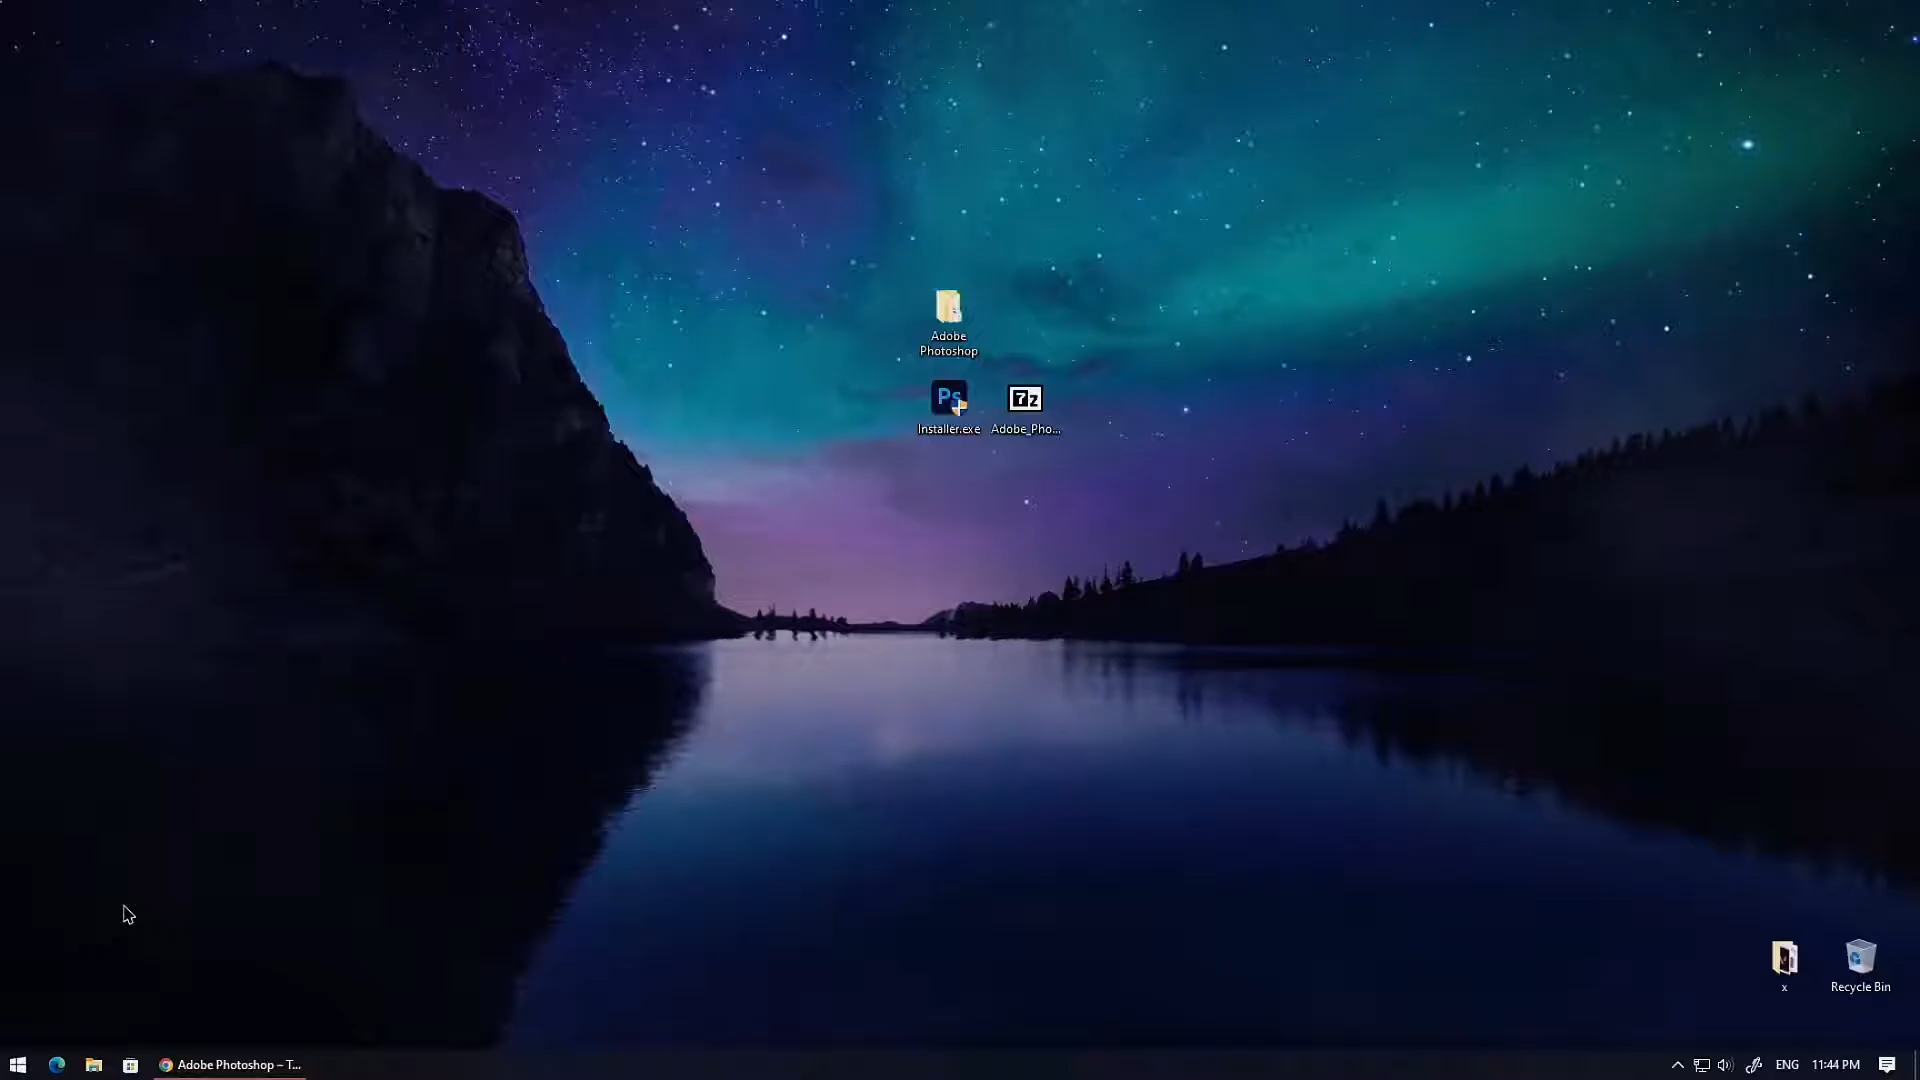 Adobe
Photoshop
Ps
7z
Installer.exe
Adobe_Pho...
x
Recycle Bin
Adobe Photoshop – T...
ENG
11:44 PM